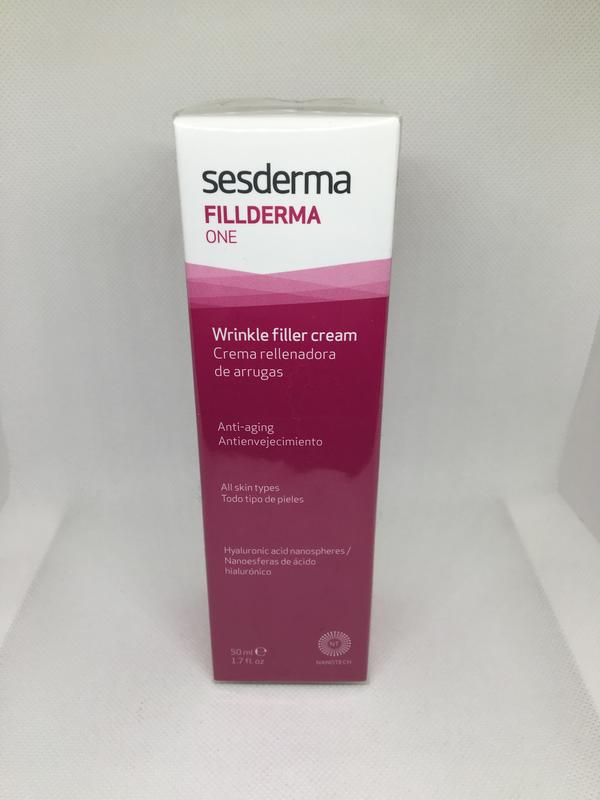 sesderma
FILLDERMA
ONE
Wrinkle filler cream
Crema rellenadora
de arrugas
Anti-aging
Antienvejecimiento
All skin types
Todo tipo de pieles
Hyaluronic acid nanospheres /
Nanoesferas de ácido
hialurónico
50 ml ℮
1.7 fl. oz
NT
NANOTECH